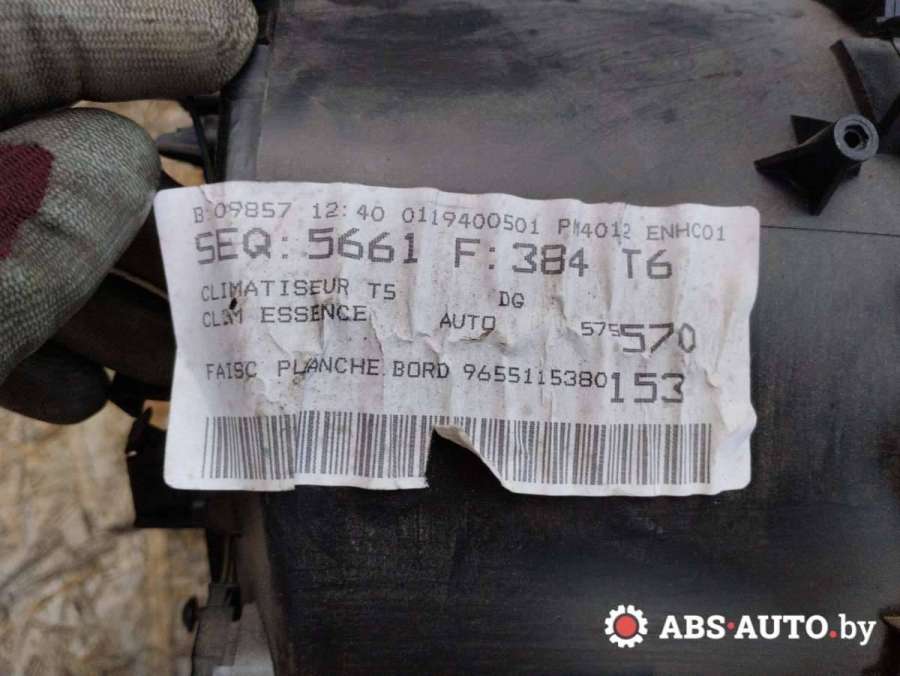 09857 12:40 0119400501 PM4012 ENHC01
SEQ: 5661 F: 384 T6
CLIMATISEUR T5 DG
CLIM ESSENCE AUTO 575 570
FAISC PLANCHE BORD 9655115380 153
ABS·AUTO.by